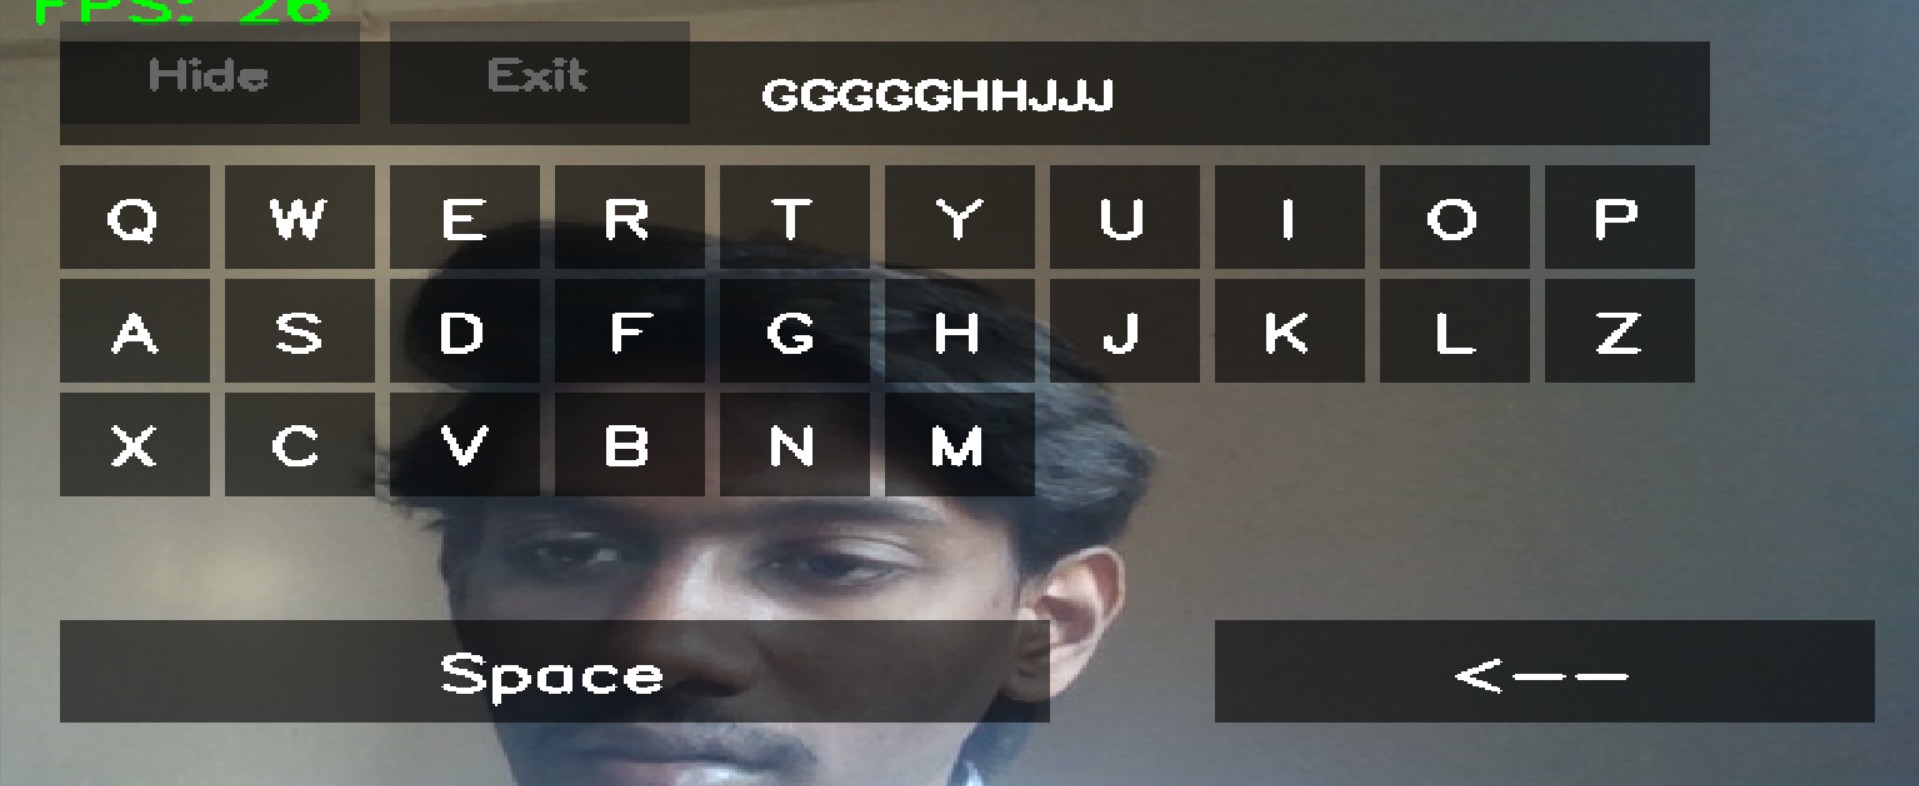 FPS: 26
Hide Exit
GGGGGHHJJJ
Q W E R T Y U I O P
A S D F G H J K L Z
X C V B N M
Space <--